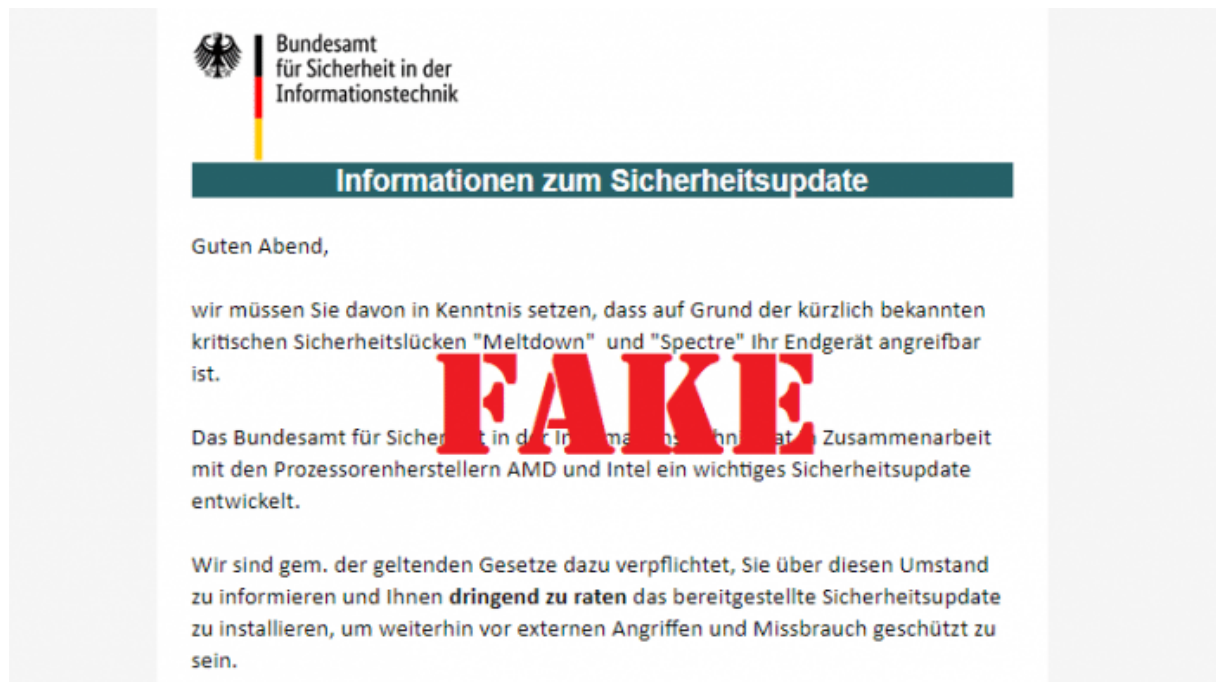 Bundesamt
für Sicherheit in der
Informationstechnik
Informationen zum Sicherheitsupdate
Guten Abend,
wir müssen Sie davon in Kenntnis setzen, dass auf Grund der kürzlich bekannten
kritischen Sicherheitslücken "Meltdown" und "Spectre" Ihr Endgerät angreifbar
ist.
FAKE
Das Bundesamt für in der Zusammenarbeit
mit den Prozessorenherstellern AMD und Intel ein wichtiges Sicherheitsupdate
entwickelt.
Wir sind gem. der geltenden Gesetze dazu verpflichtet, Sie über diesen Umstand
zu informieren und Ihnen dringend zu raten das bereitgestellte Sicherheitsupdate
zu installieren, um weiterhin vor externen Angriffen und Missbrauch geschützt zu
sein.